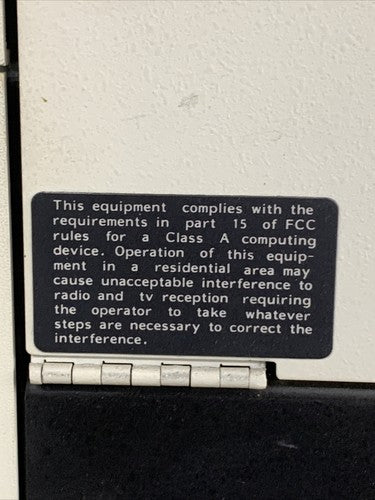 This equipment complies with the
requirements in part 15 of FCC
rules for a Class A computing
device. Operation of this equip-
ment in a residential area may
cause unacceptable interference to
radio and tv reception requiring
the operator to take whatever
steps are necessary to correct the
interference.